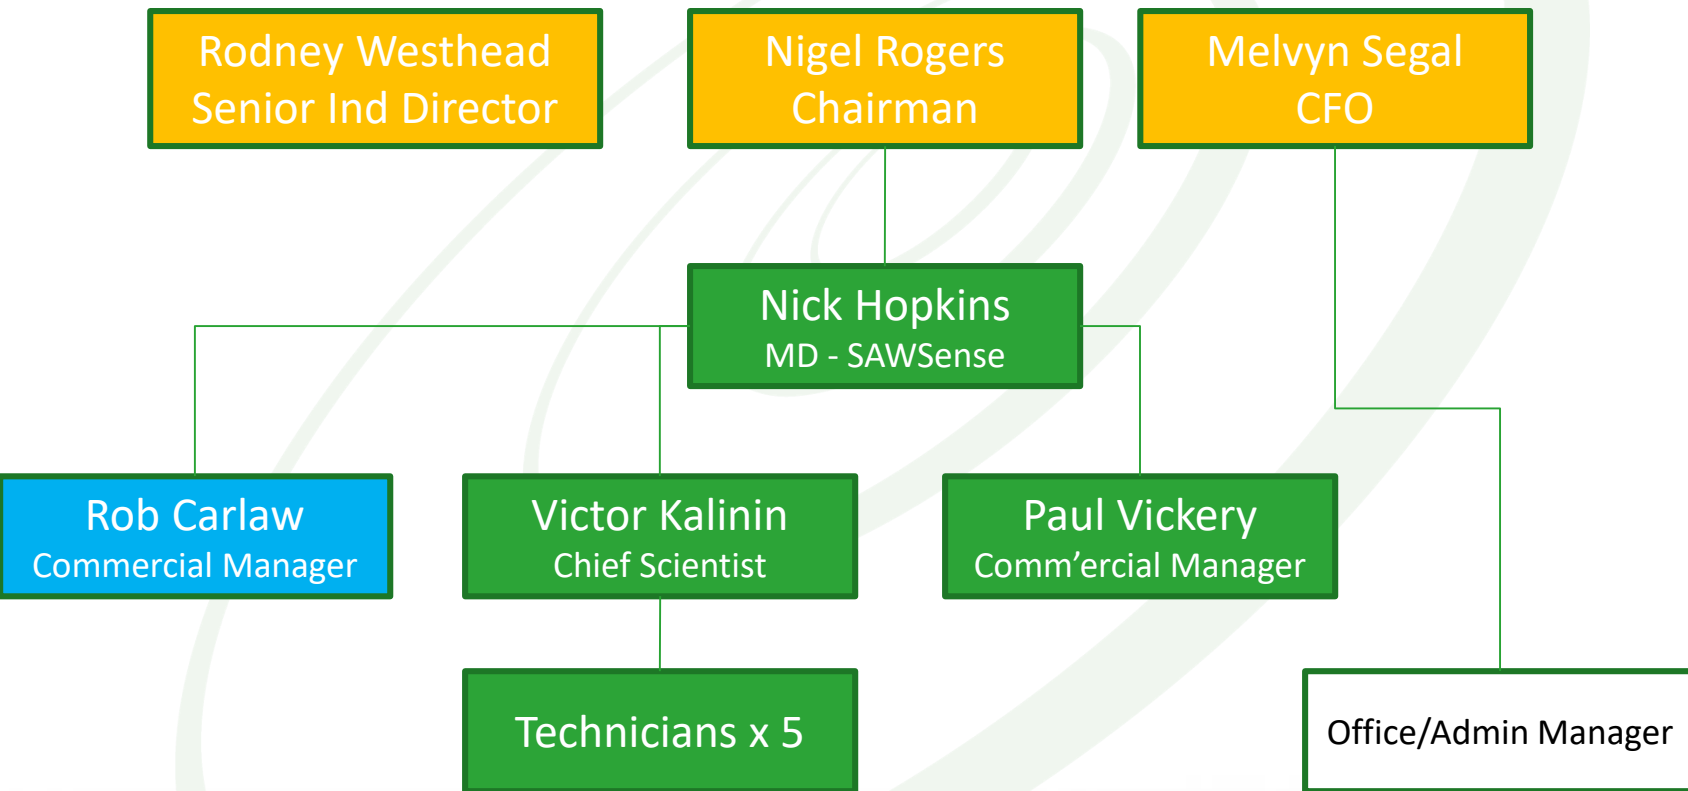 Rodney Westhead
Senior Ind Director
Nigel Rogers
Chairman
Melvyn Segal
CFO
Nick Hopkins
MD - SAWSense
Rob Carlaw
Commercial Manager
Victor Kalinin
Chief Scientist
Paul Vickery
Comm’ercial Manager
Technicians x 5
Office/Admin Manager